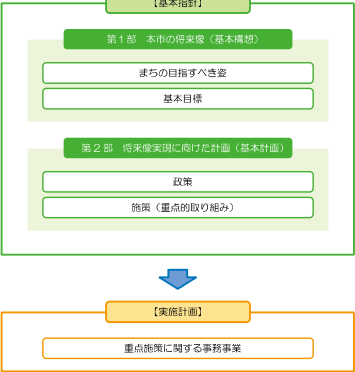 【基本指針】
第1部　本市の将来像（基本構想）
まちの目指すべき姿
基本目標
第2部　将来像実現に向けた計画（基本計画）
政策
施策（重点的取り組み）
【実施計画】
重点施策に関する事務事業